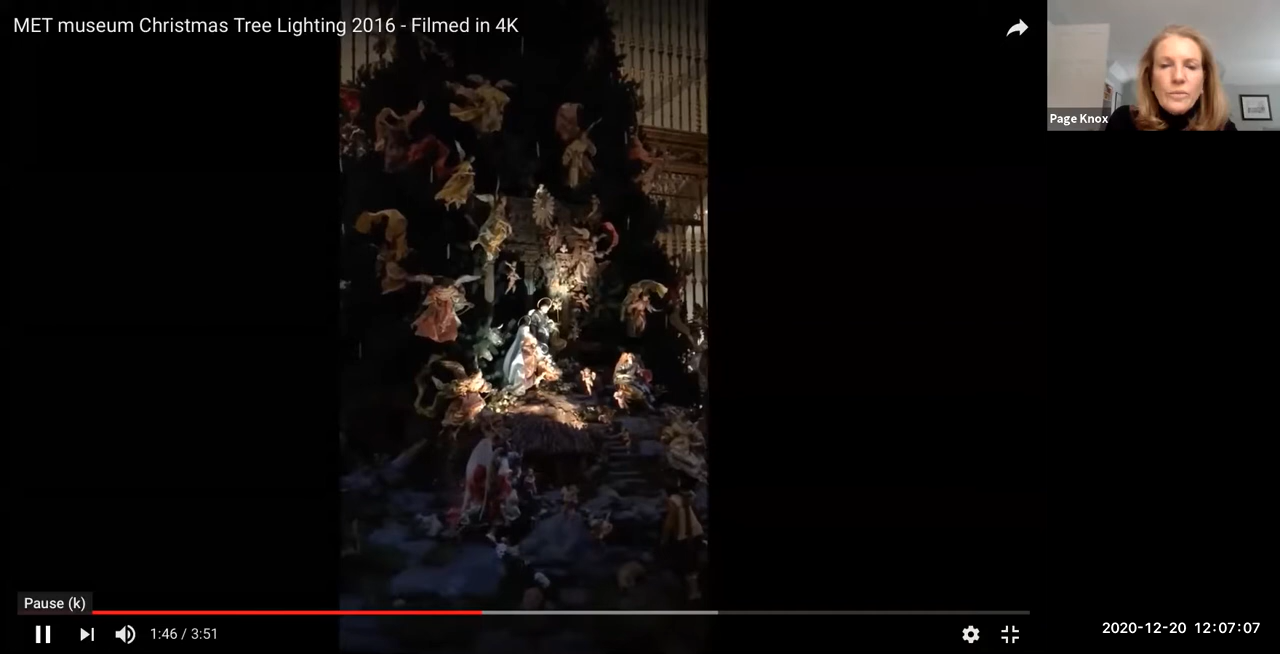 MET museum Christmas Tree Lighting 2016 - Filmed in 4K
Page Knox
Pause (k)
1:46 / 3:51
2020-12-20 12:07:07